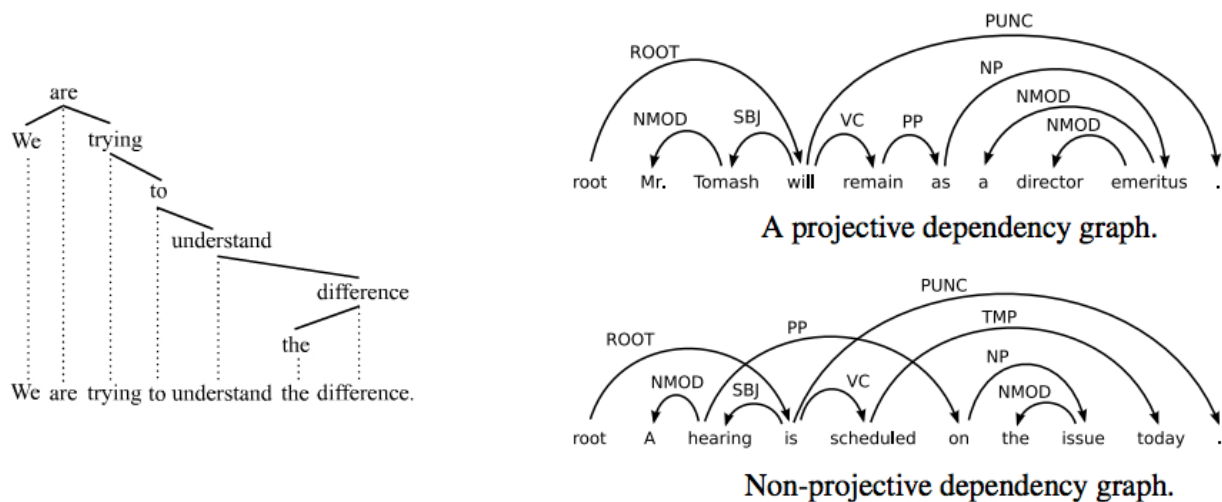 are
We trying
to
understand
difference
the
We are trying to understand the difference.
PUNC
ROOT
NP
NMOD SBJ VC PP NMOD
NMOD
root Mr. Tomash will remain as a director emeritus .
A projective dependency graph.
PUNC
ROOT PP TMP
NMOD SBJ VC NP
NMOD
root A hearing is scheduled on the issue today .
Non-projective dependency graph.